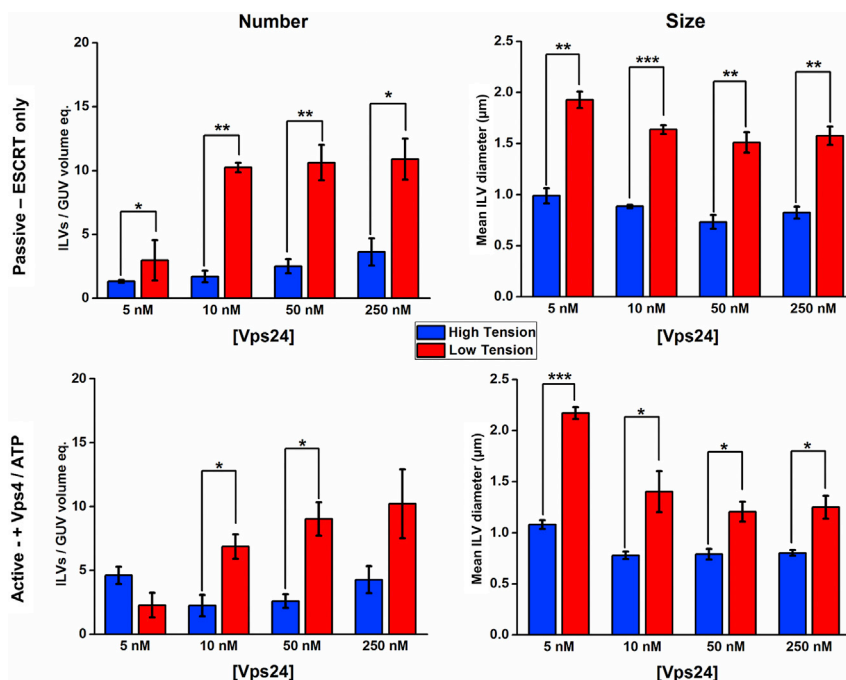 Number
Size
Passive – ESCRT only
ILVs / GUV volume eq.
20
15
10
5
0
*
**
**
*
5 nM
10 nM
50 nM
250 nM
[Vps24]
Mean ILV diameter (µm)
2.5
2.0
1.5
1.0
0.5
0.0
**
***
**
**
5 nM
10 nM
50 nM
250 nM
[Vps24]
High Tension
Low Tension
Active - + Vps4 / ATP
ILVs / GUV volume eq.
20
15
10
5
0
*
*
5 nM
10 nM
50 nM
250 nM
[Vps24]
Mean ILV diameter (µm)
2.5
2.0
1.5
1.0
0.5
0.0
***
*
*
*
5 nM
10 nM
50 nM
250 nM
[Vps24]